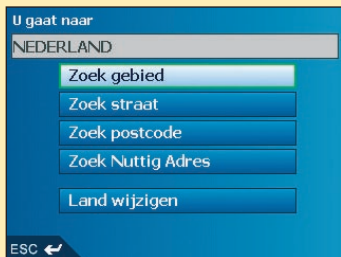 U gaat naar
NEDERLAND
Zoek gebied
Zoek straat
Zoek postcode
Zoek Nuttig Adres
Land wijzigen
ESC